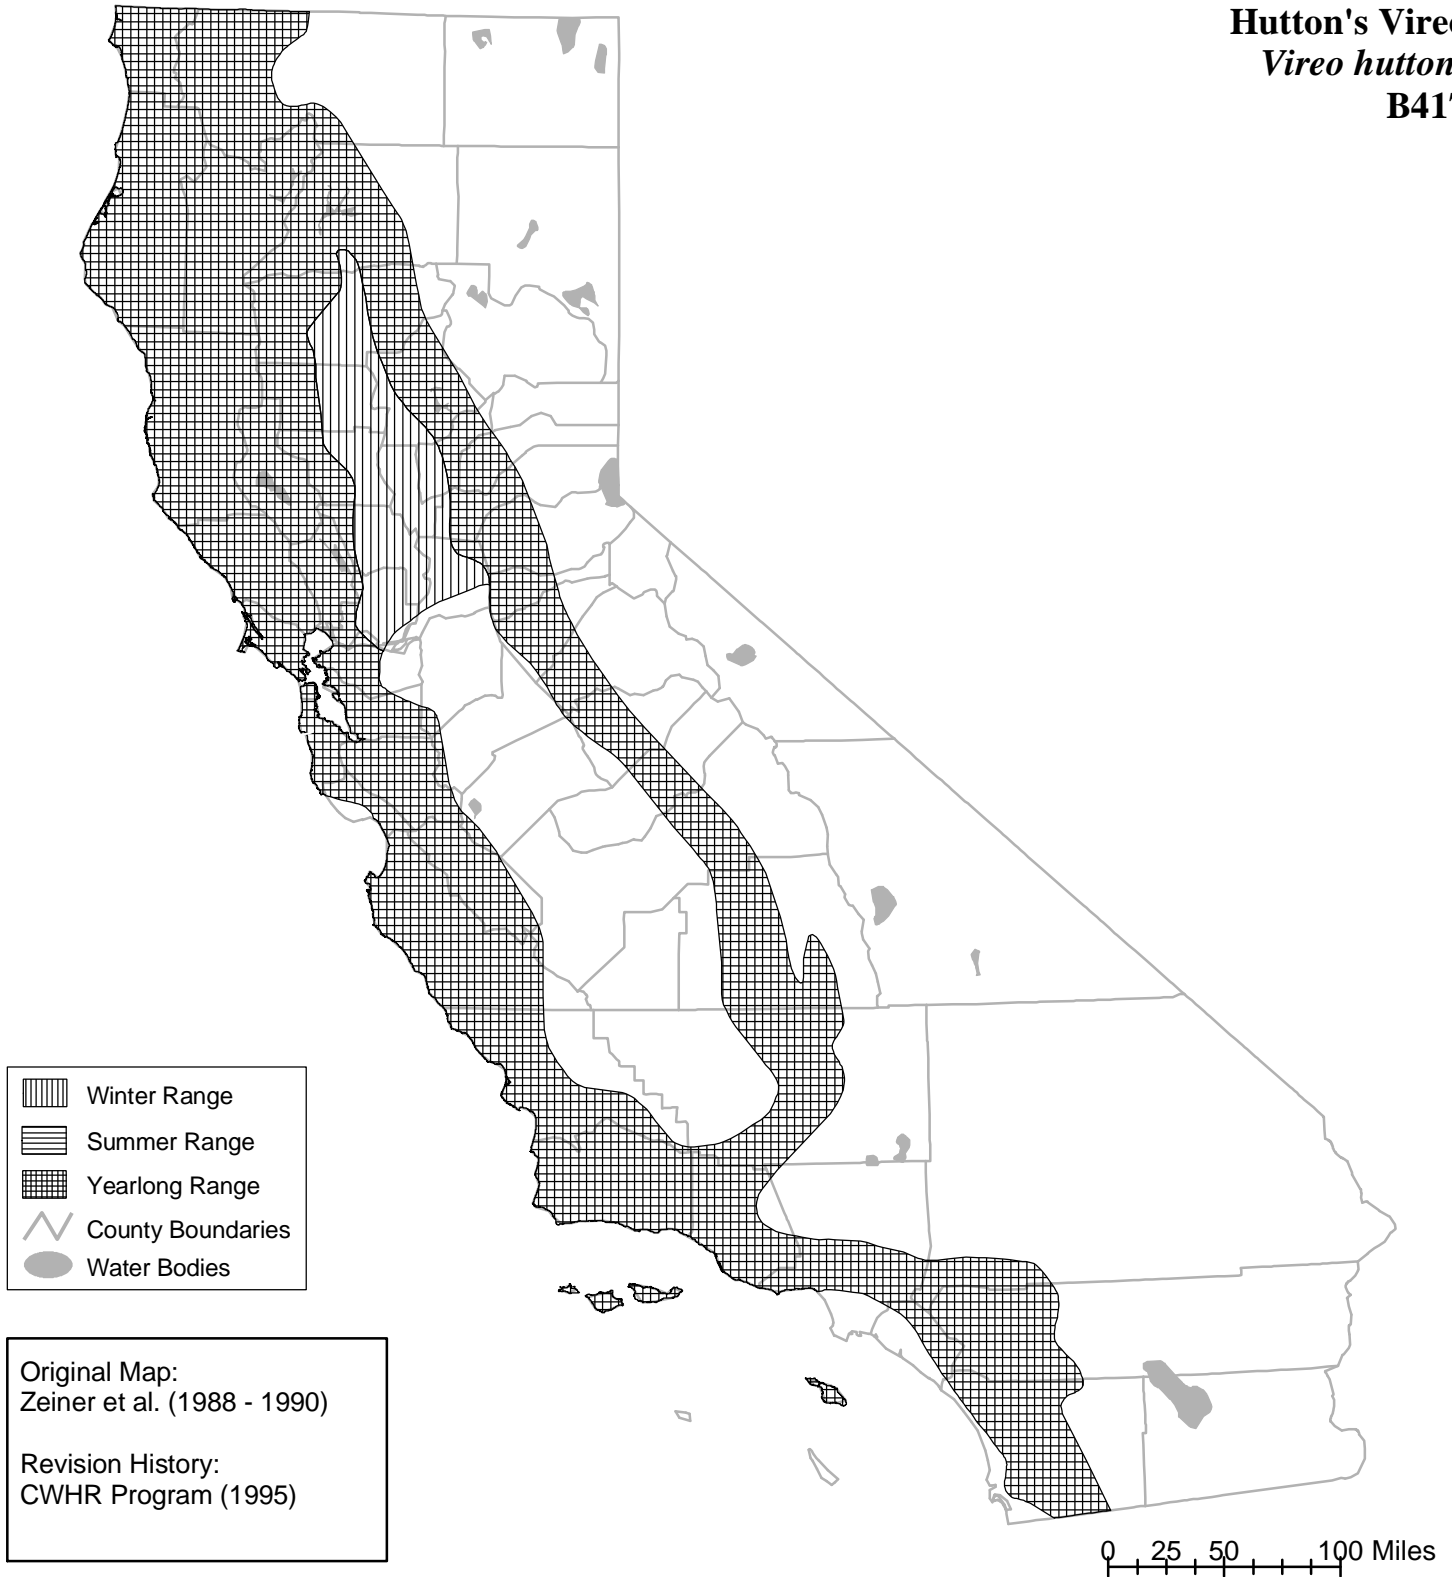 Hutton's Vireo
Vireo hutton
B417
Winter Range
Summer Range
Yearlong Range
County Boundaries
Water Bodies
Original Map:
Zeiner et al. (1988 - 1990)
Revision History:
CWHR Program (1995)
0 25 50 100 Miles